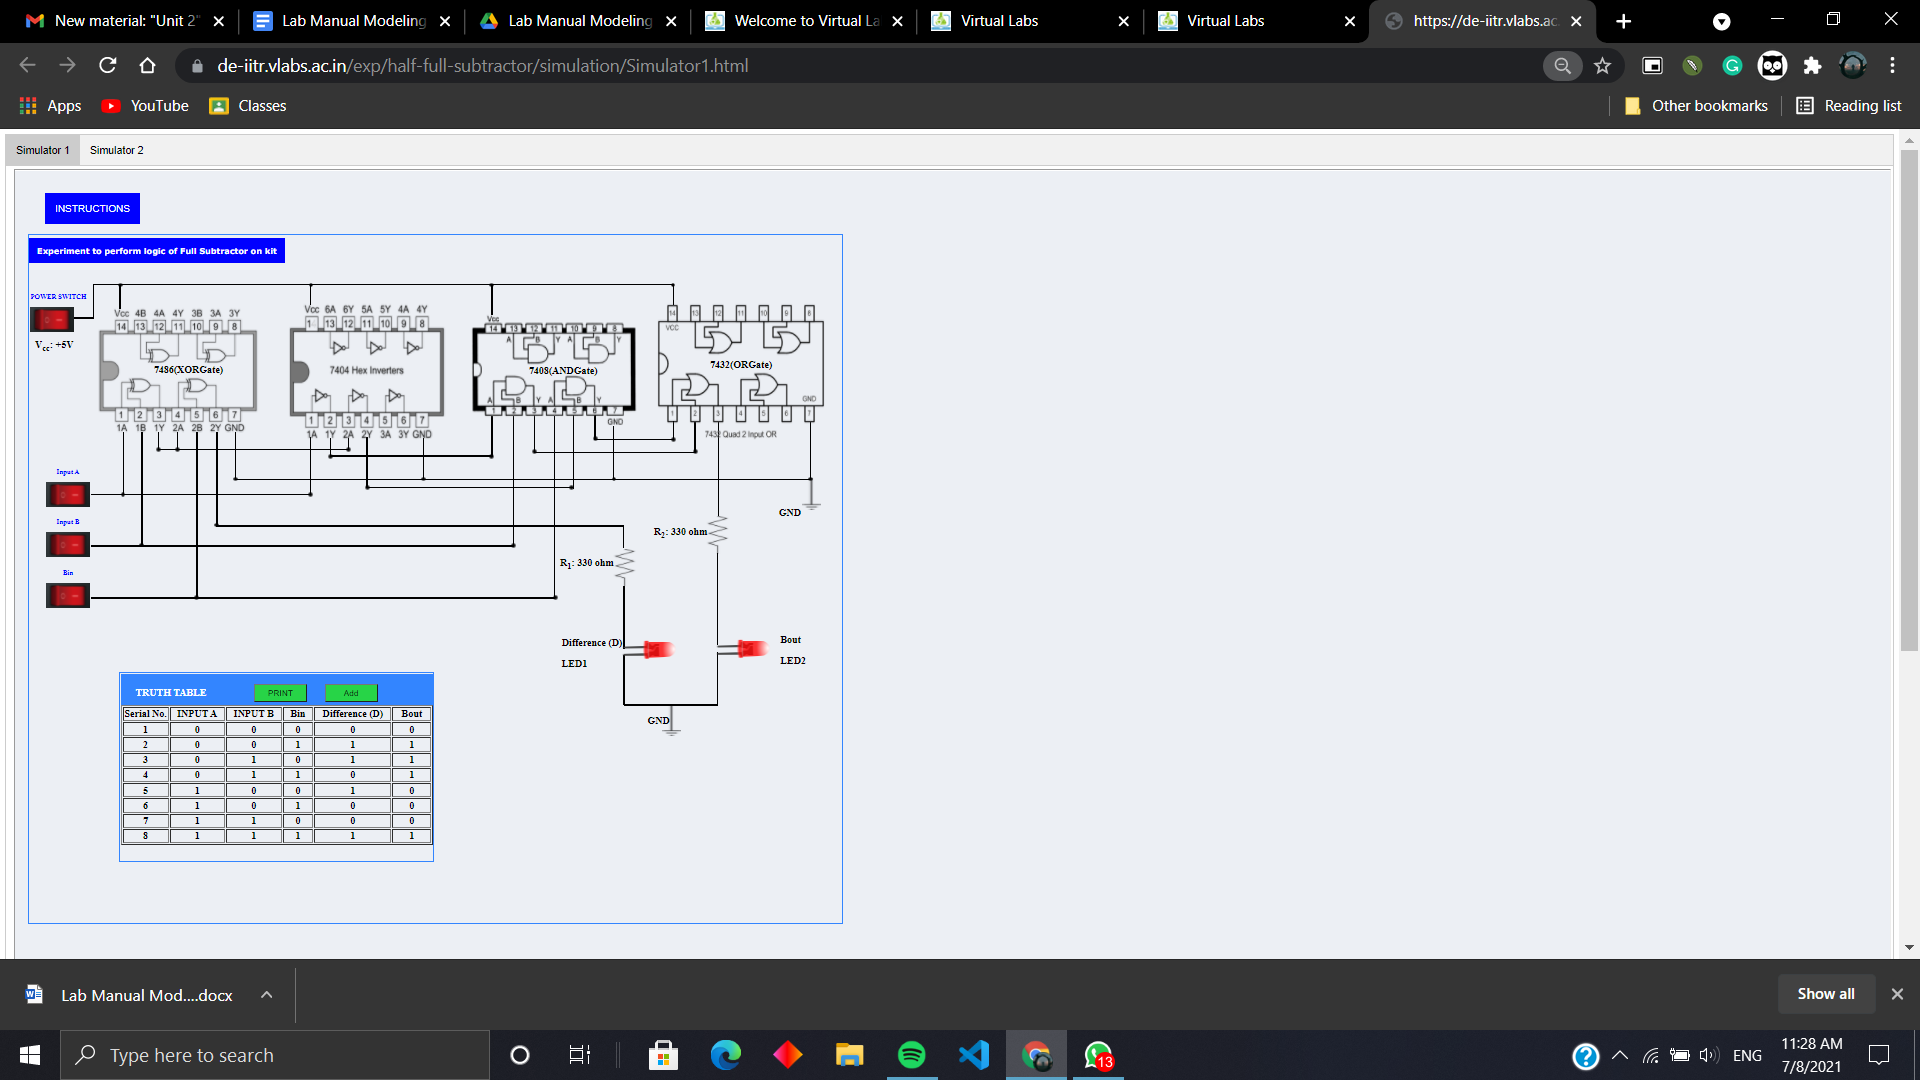 New material: "Unit 2"
Lab Manual Modeling
Lab Manual Modeling
Welcome to Virtual La
Virtual Labs
Virtual Labs
https://de-iitr.vlabs.ac.
de-iitr.vlabs.ac.in/exp/half-full-subtractor/simulation/Simulator1.html
Apps
YouTube
Classes
Other bookmarks
Reading list
Simulator 1
Simulator 2
INSTRUCTIONS
Experiment to perform logic of Full Subtractor on kit
POWER SWITCH
Vcc: +5V
Vcc 4B 4A 4Y 3B 3A 3Y
14 13 12 11 10 9 8
7486(XORGate)
1 2 3 4 5 6 7
1A 1B 1Y 2A 2B 2Y GND
Vcc 6A 6Y 5A 5Y 4A 4Y
1 13 12 11 10 9 8
7404 Hex Inverters
1 2 3 4 5 6 7
1A 1Y 2A 2Y 3A 3Y GND
Vcc
14 13 12 11 10 9 8
A B Y A B Y
7408(ANDGate)
A B Y A B Y
1 2 3 4 5 6 7
GND
14 13 12 11 10 9 8
VCC
7432(ORGate)
GND
1 2 3 4 5 6 7
7432 Quad 2 Input OR
Input A
Input B
Bin
GND
R2: 330 ohm
R1: 330 ohm
Difference (D)
LED1
Bout
LED2
GND
TRUTH TABLE
PRINT
Add
Serial No. INPUT A INPUT B Bin Difference (D) Bout
1 0 0 0 0 0
2 0 0 1 1 1
3 0 1 0 1 1
4 0 1 1 0 1
5 1 0 0 1 0
6 1 0 1 0 0
7 1 1 0 0 0
8 1 1 1 1 1
Lab Manual Mod....docx
Show all
Type here to search
13
ENG
11:28 AM
7/8/2021